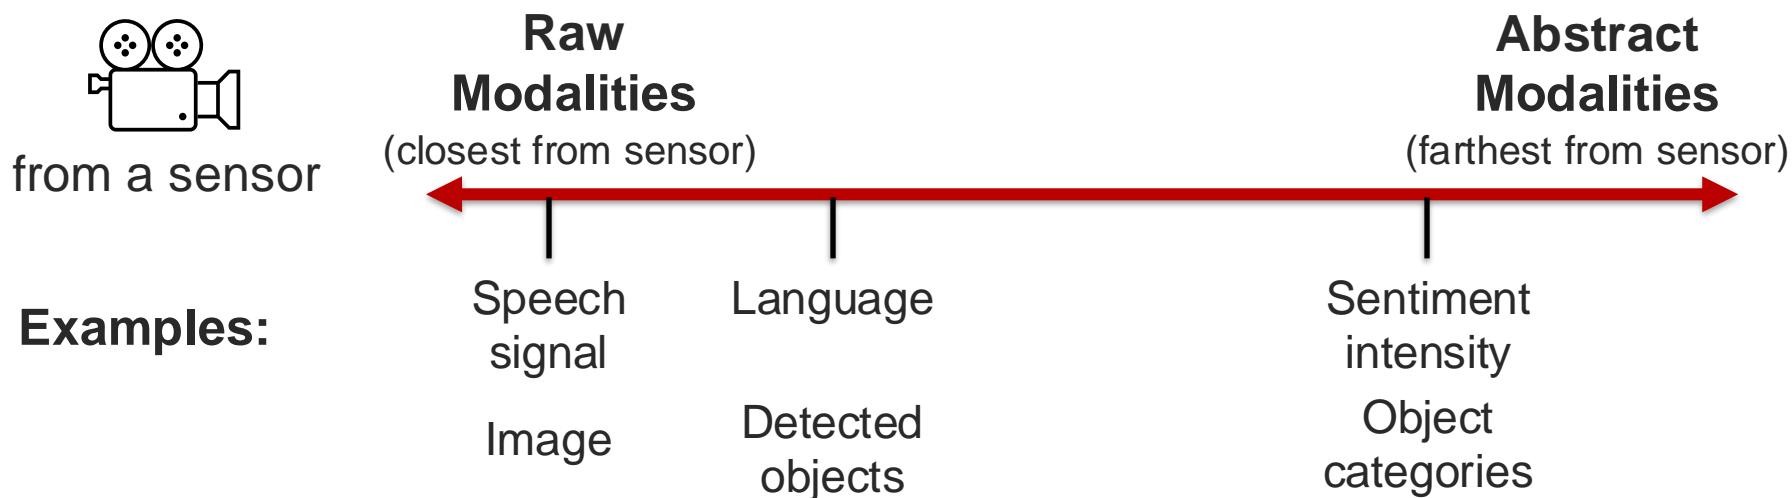 Raw
Modalities
(closest from sensor)
Abstract
Modalities
(farthest from sensor)
from a sensor
Examples:
Speech
signal
Language
Sentiment
intensity
Image
Detected
objects
Object
categories